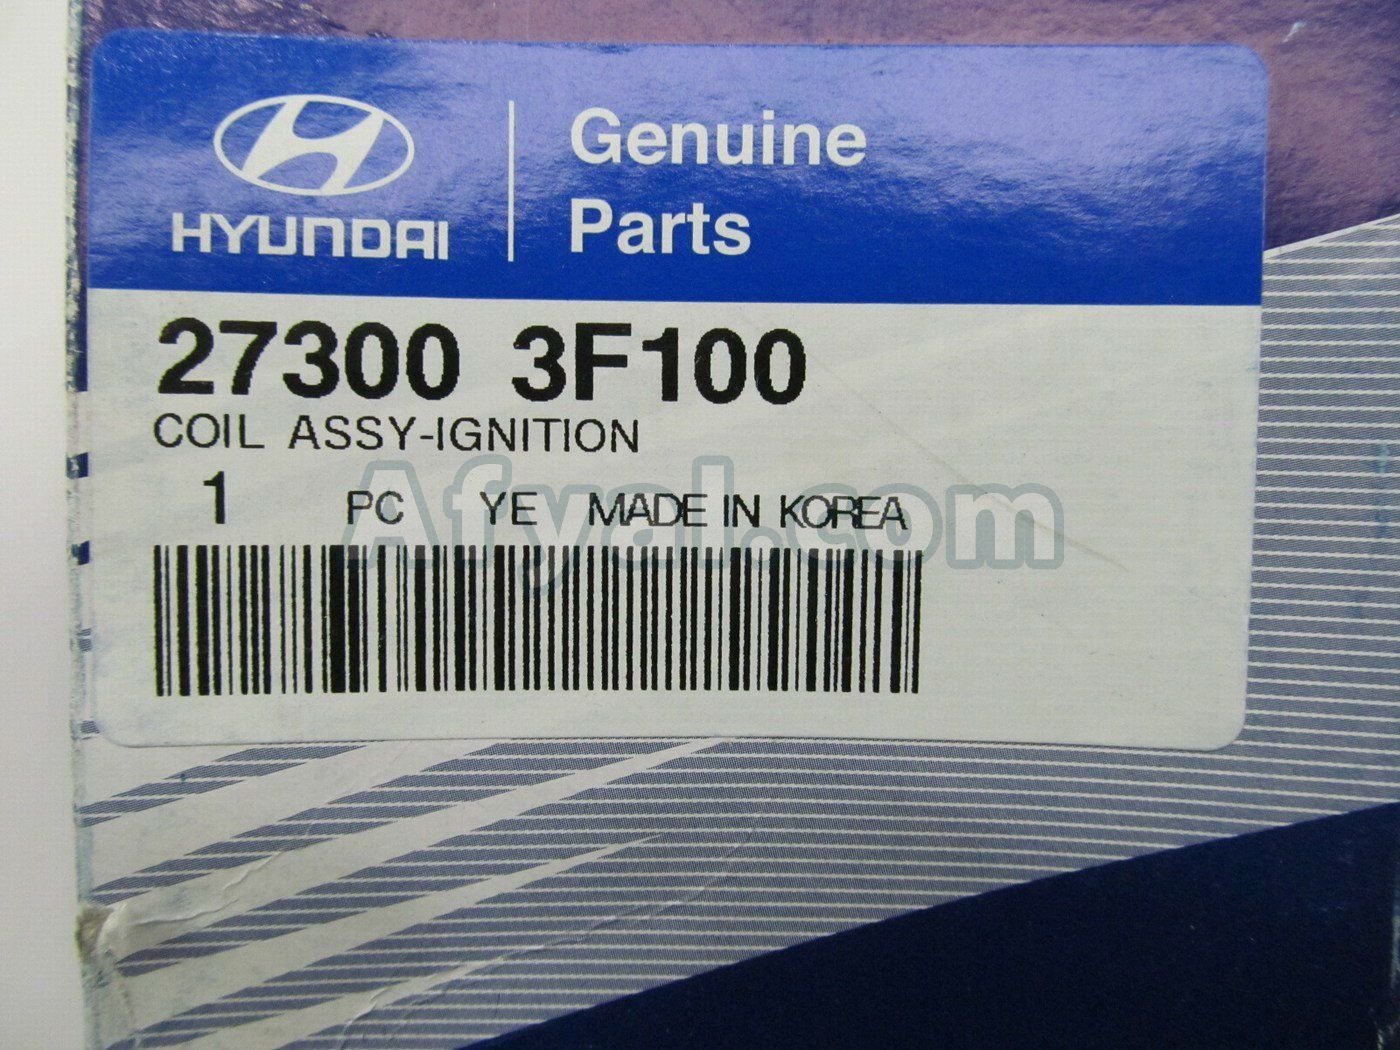 HYUNDAI
Genuine
Parts
27300 3F100
COIL ASSY-IGNITION
1 PC YE MADE IN KOREA
Afyal.com